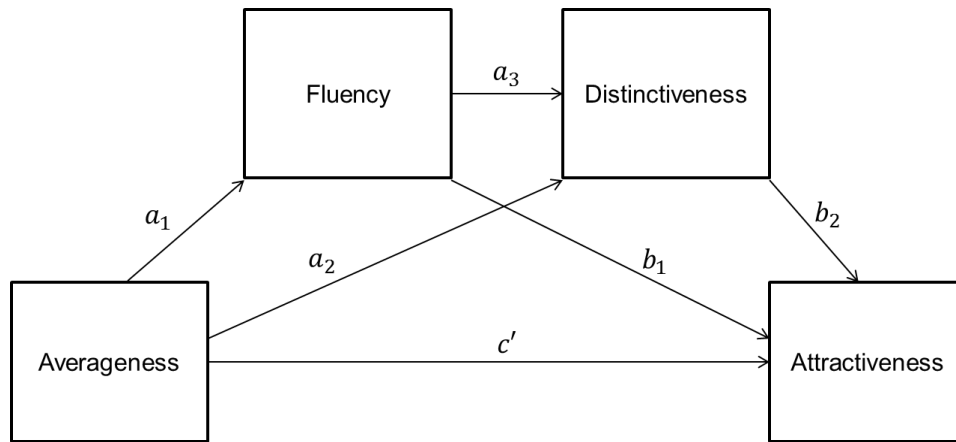 Fluency
a₃
Distinctiveness
a₁
a₂
b₁
b₂
Averageness
c′
Attractiveness